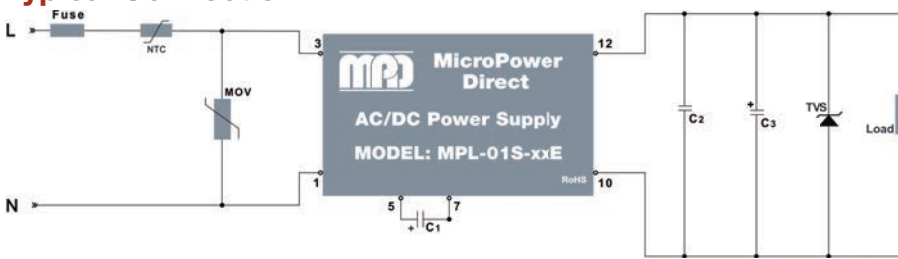 Fuse
L
NTC
MOV
N
3
12
1
10
5
7
MPD
MicroPower
Direct
AC/DC Power Supply
MODEL: MPL-01S-xxE
RoHS
+
C1
C2
+
C3
TVS
Load